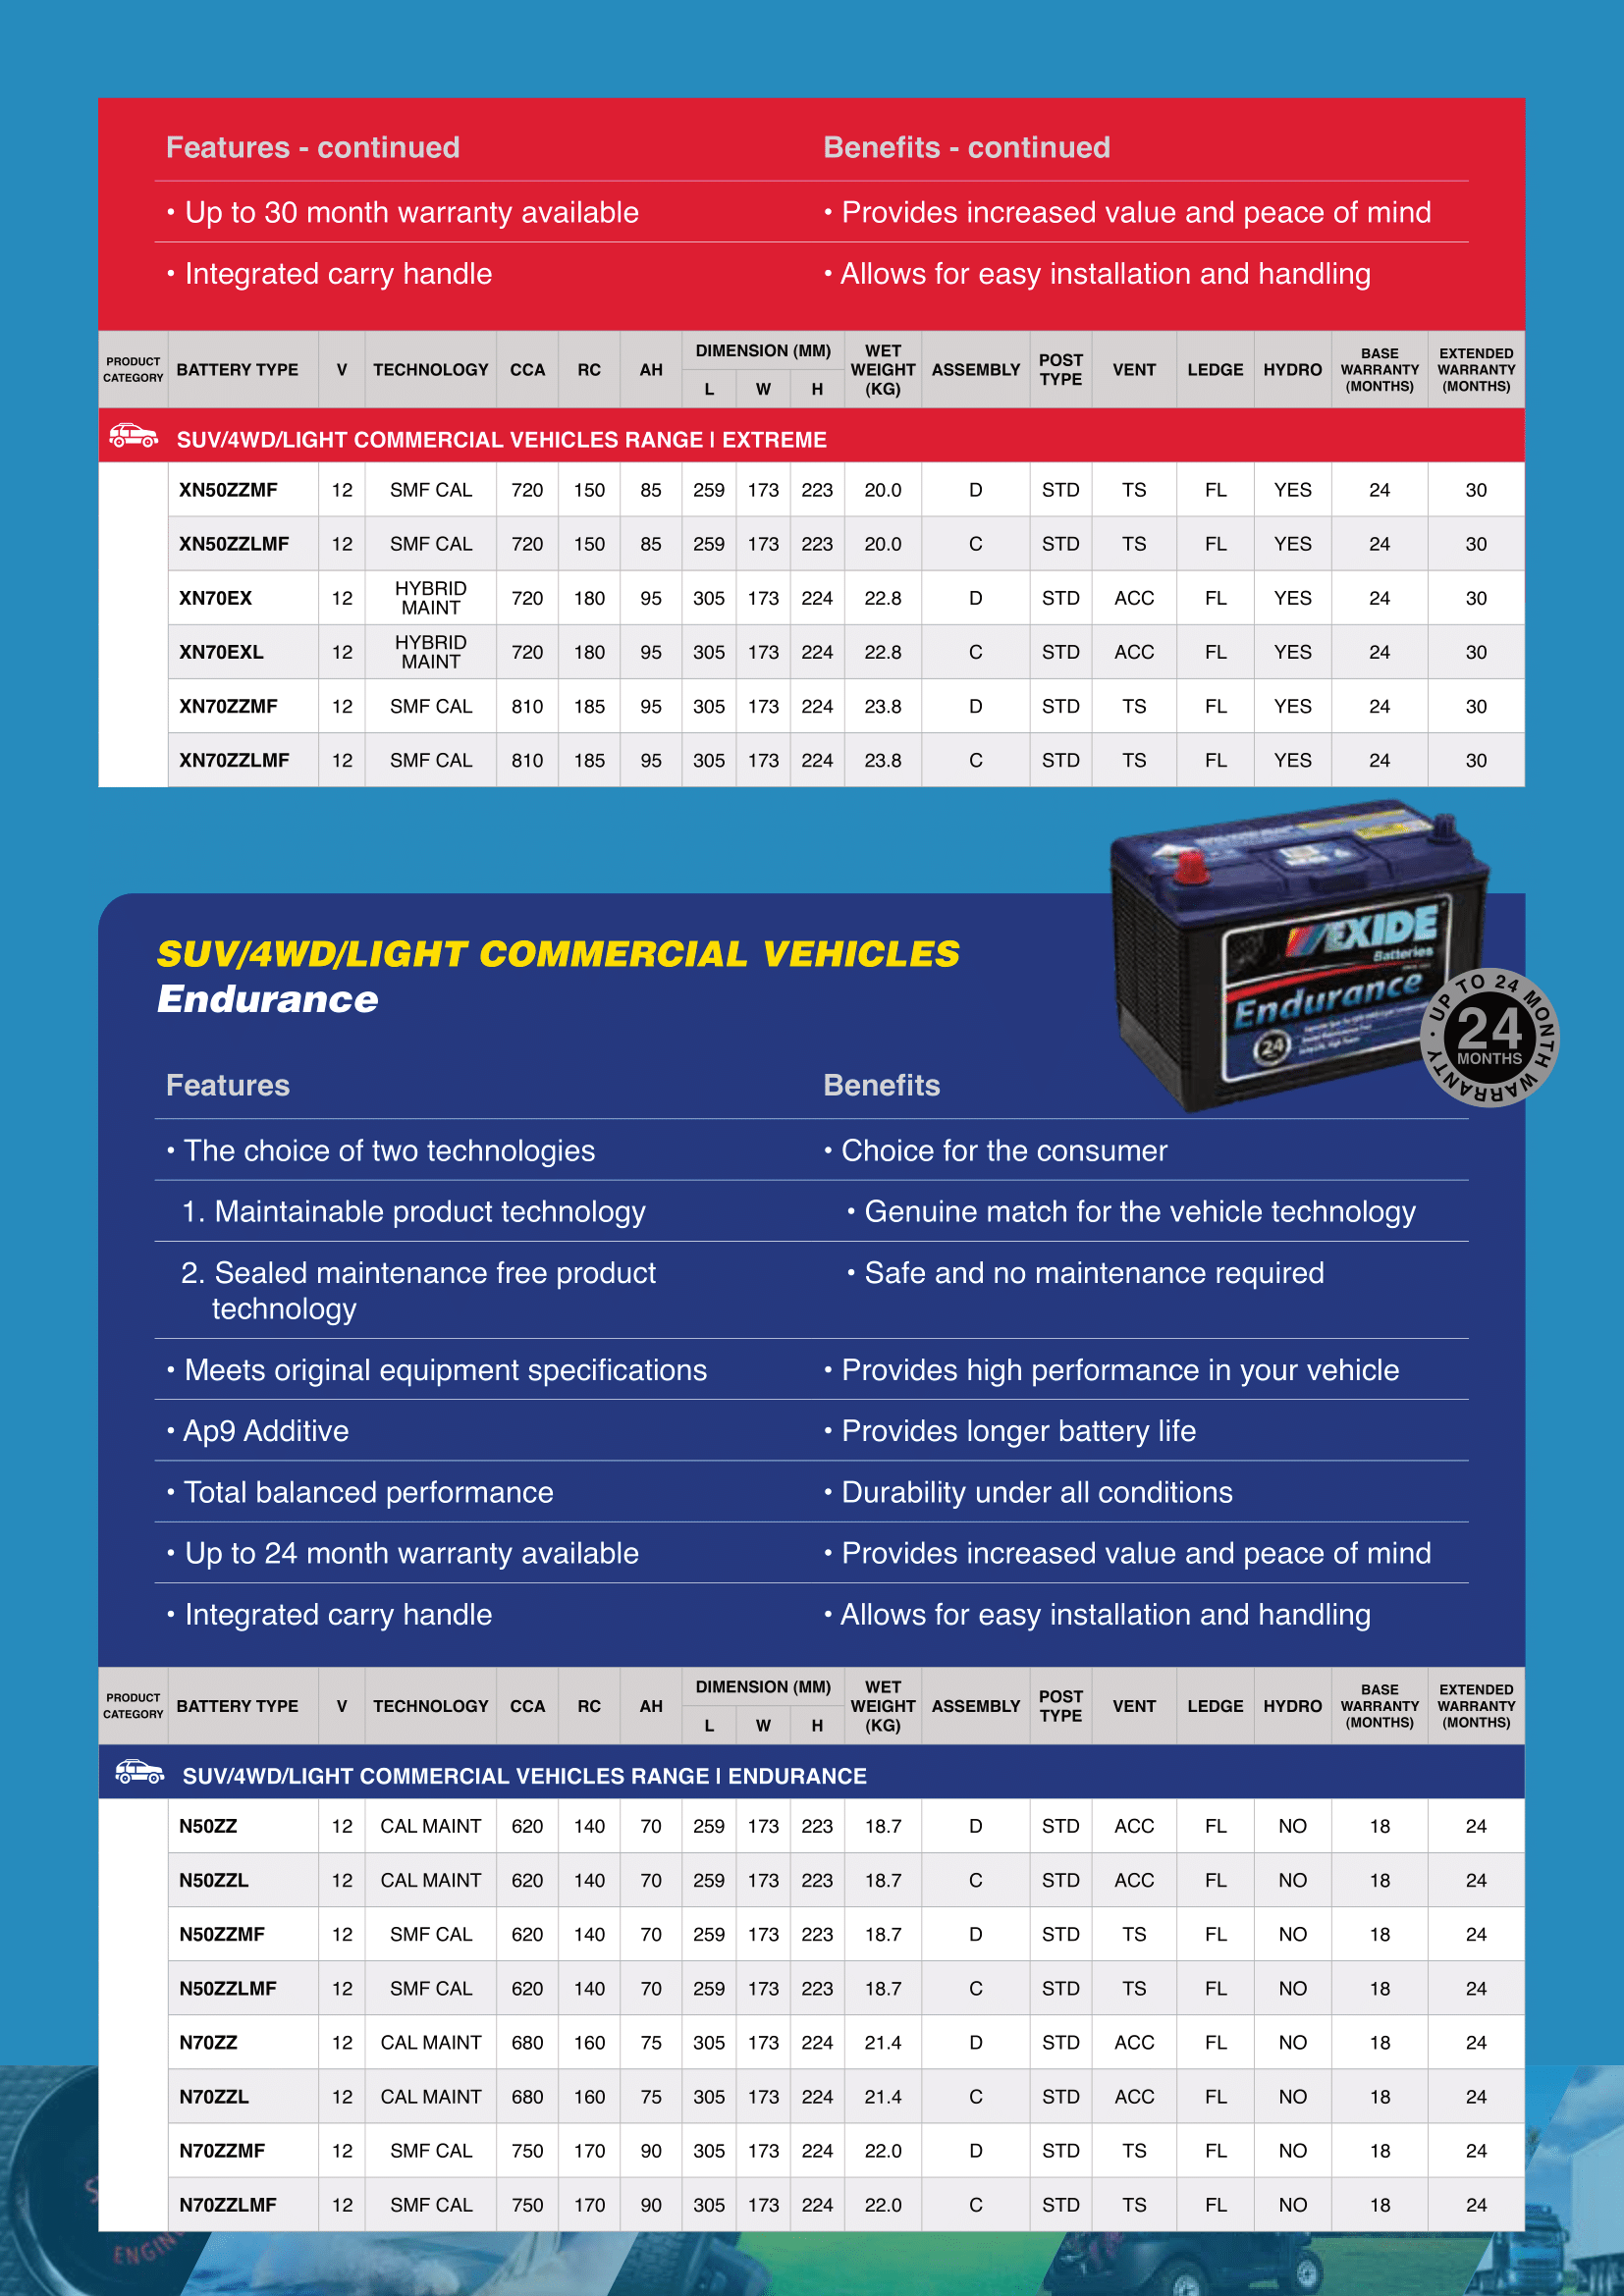 Features - continued Benefits - continued
• Up to 30 month warranty available • Provides increased value and peace of mind
• Integrated carry handle • Allows for easy installation and handling
PRODUCT CATEGORY BATTERY TYPE V TECHNOLOGY CCA RC AH DIMENSION (MM) L W H WET WEIGHT (KG) ASSEMBLY POST TYPE VENT LEDGE HYDRO BASE WARRANTY (MONTHS) EXTENDED WARRANTY (MONTHS)
SUV/4WD/LIGHT COMMERCIAL VEHICLES RANGE | EXTREME
XN50ZZMF 12 SMF CAL 720 150 85 259 173 223 20.0 D STD TS FL YES 24 30
XN50ZZLMF 12 SMF CAL 720 150 85 259 173 223 20.0 C STD TS FL YES 24 30
XN70EX 12 HYBRID MAINT 720 180 95 305 173 224 22.8 D STD ACC FL YES 24 30
XN70EXL 12 HYBRID MAINT 720 180 95 305 173 224 22.8 C STD ACC FL YES 24 30
XN70ZZMF 12 SMF CAL 810 185 95 305 173 224 23.8 D STD TS FL YES 24 30
XN70ZZLMF 12 SMF CAL 810 185 95 305 173 224 23.8 C STD TS FL YES 24 30
EXIDE
Batteries
Endurance
24
• UP TO 24 MONTH WARRANTY
24
MONTHS
SUV/4WD/LIGHT COMMERCIAL VEHICLES
Endurance
Features Benefits
• The choice of two technologies • Choice for the consumer
1. Maintainable product technology • Genuine match for the vehicle technology
2. Sealed maintenance free product • Safe and no maintenance required
technology
• Meets original equipment specifications • Provides high performance in your vehicle
• Ap9 Additive • Provides longer battery life
• Total balanced performance • Durability under all conditions
• Up to 24 month warranty available • Provides increased value and peace of mind
• Integrated carry handle • Allows for easy installation and handling
PRODUCT CATEGORY BATTERY TYPE V TECHNOLOGY CCA RC AH DIMENSION (MM) L W H WET WEIGHT (KG) ASSEMBLY POST TYPE VENT LEDGE HYDRO BASE WARRANTY (MONTHS) EXTENDED WARRANTY (MONTHS)
SUV/4WD/LIGHT COMMERCIAL VEHICLES RANGE | ENDURANCE
N50ZZ 12 CAL MAINT 620 140 70 259 173 223 18.7 D STD ACC FL NO 18 24
N50ZZL 12 CAL MAINT 620 140 70 259 173 223 18.7 C STD ACC FL NO 18 24
N50ZZMF 12 SMF CAL 620 140 70 259 173 223 18.7 D STD TS FL NO 18 24
N50ZZLMF 12 SMF CAL 620 140 70 259 173 223 18.7 C STD TS FL NO 18 24
N70ZZ 12 CAL MAINT 680 160 75 305 173 224 21.4 D STD ACC FL NO 18 24
N70ZZL 12 CAL MAINT 680 160 75 305 173 224 21.4 C STD ACC FL NO 18 24
N70ZZMF 12 SMF CAL 750 170 90 305 173 224 22.0 D STD TS FL NO 18 24
N70ZZLMF 12 SMF CAL 750 170 90 305 173 224 22.0 C STD TS FL NO 18 24